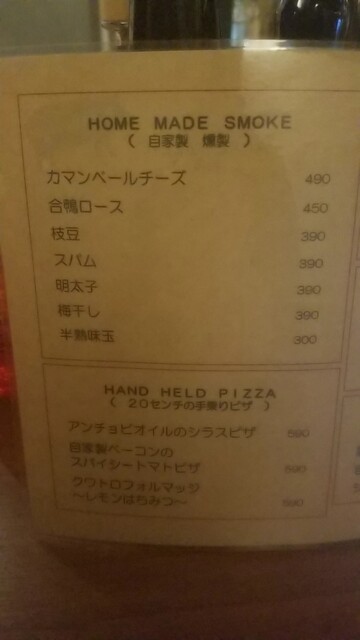 HOME MADE SMOKE
( 自家製 燻製 )
カマンベールチーズ 490
合鴨ロース 450
枝豆 390
スパム 390
明太子 390
梅干し 390
半熟味玉 300
HAND HELD PIZZA
( 20センチの手乗りピザ )
アンチョビオイルのシラスピザ 590
自家製ベーコンの
スパイシートマトピザ 590
クワトロフォルマッジ
〜レモンはちみつ〜 590